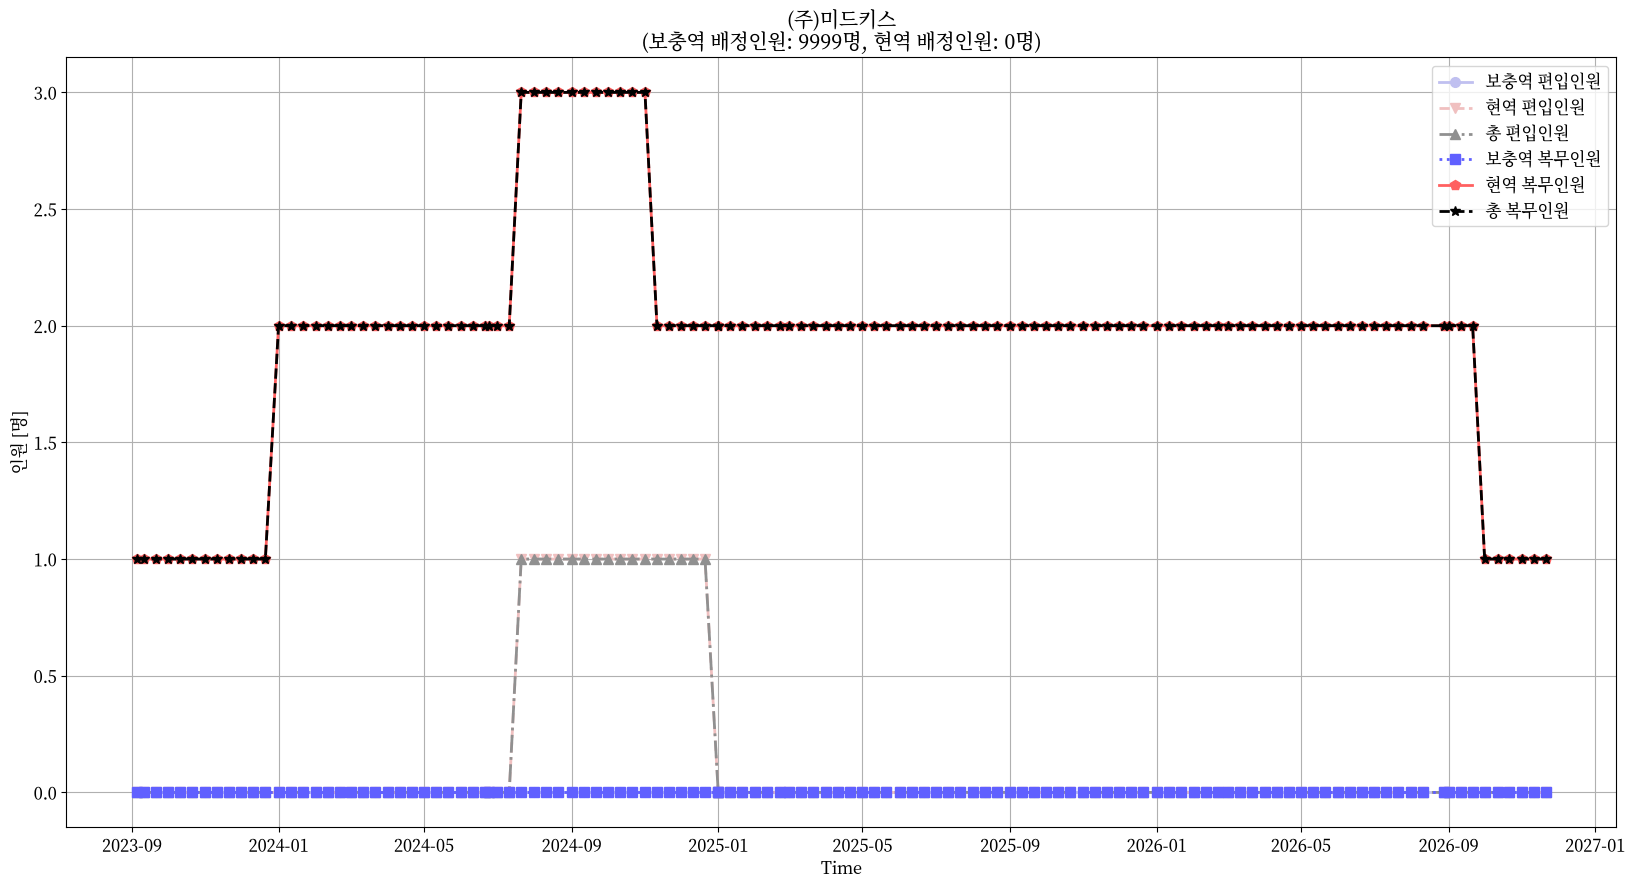 (주)미드키스
(보충역 배정인원: 9999명, 현역 배정인원: 0명)
보충역 편입인원
현역 편입인원
총 편입인원
보충역 복무인원
현역 복무인원
총 복무인원
인원 [명]
3.0
2.5
2.0
1.5
1.0
0.5
0.0
2023-09 2024-01 2024-05 2024-09 2025-01 2025-05 2025-09 2026-01 2026-05 2026-09 2027-01
Time